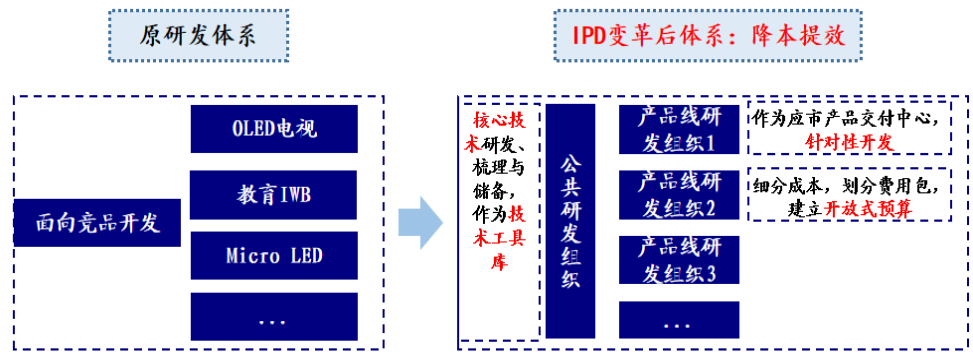 原研发体系
IPD变革后体系：降本提效
面向竞品开发
OLED电视
教育IWB
Micro LED
...
核心技
术研发、
梳理与
储备，
作为技
术工具
库
公共研发组织
产品线研
发组织1
产品线研
发组织2
产品线研
发组织3
...
作为应市产品交付中心，
针对性开发
细分成本，划分费用包，
建立开放式预算